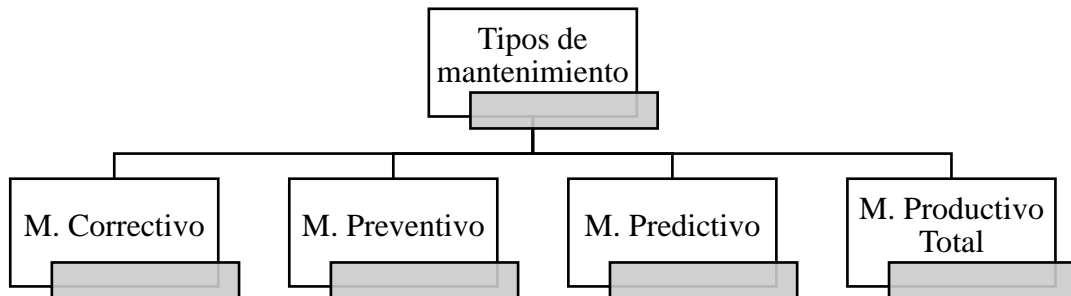 Tipos de
mantenimiento
M. Correctivo
M. Preventivo
M. Predictivo
M. Productivo
Total